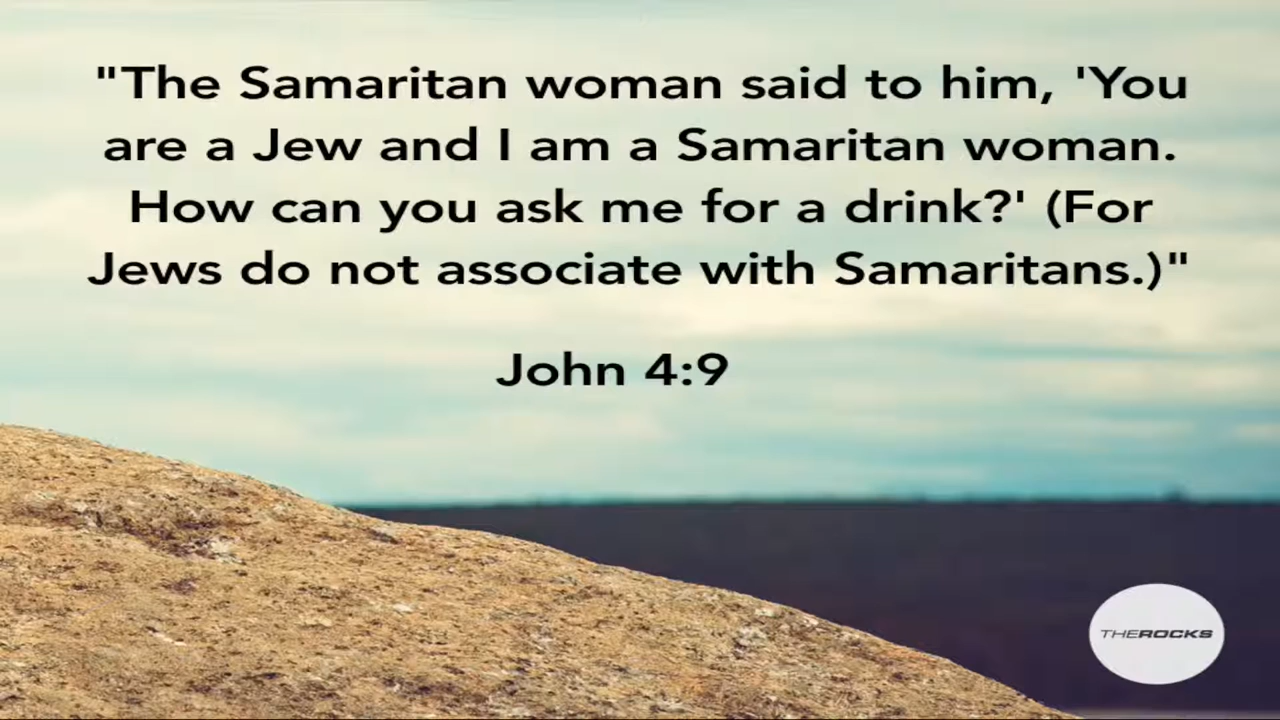 "The Samaritan woman said to him, 'You
are a Jew and I am a Samaritan woman.
How can you ask me for a drink?' (For
Jews do not associate with Samaritans.)"
John 4:9
THEROCKS